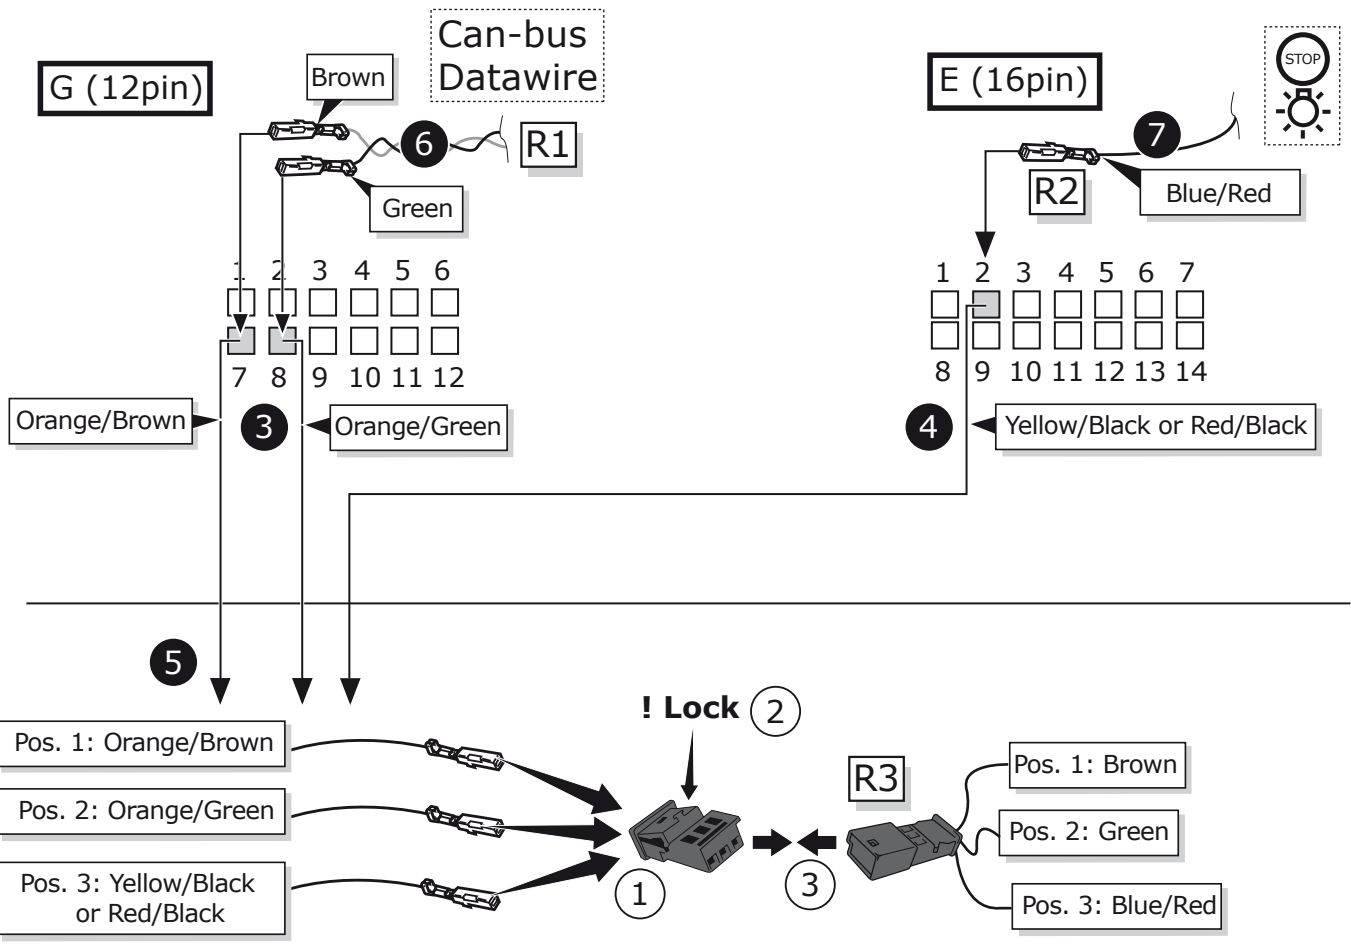 Can-bus
Datawire
G (12pin)
Brown
6
R1
Green
E (16pin)
STOP
7
R2
Blue/Red
1 2 3 4 5 6
7 8 9 10 11 12
1 2 3 4 5 6 7
8 9 10 11 12 13 14
Orange/Brown
3
Orange/Green
4
Yellow/Black or Red/Black
5
! Lock 2
Pos. 1: Orange/Brown
Pos. 2: Orange/Green
Pos. 3: Yellow/Black
or Red/Black
1
3
R3
Pos. 1: Brown
Pos. 2: Green
Pos. 3: Blue/Red